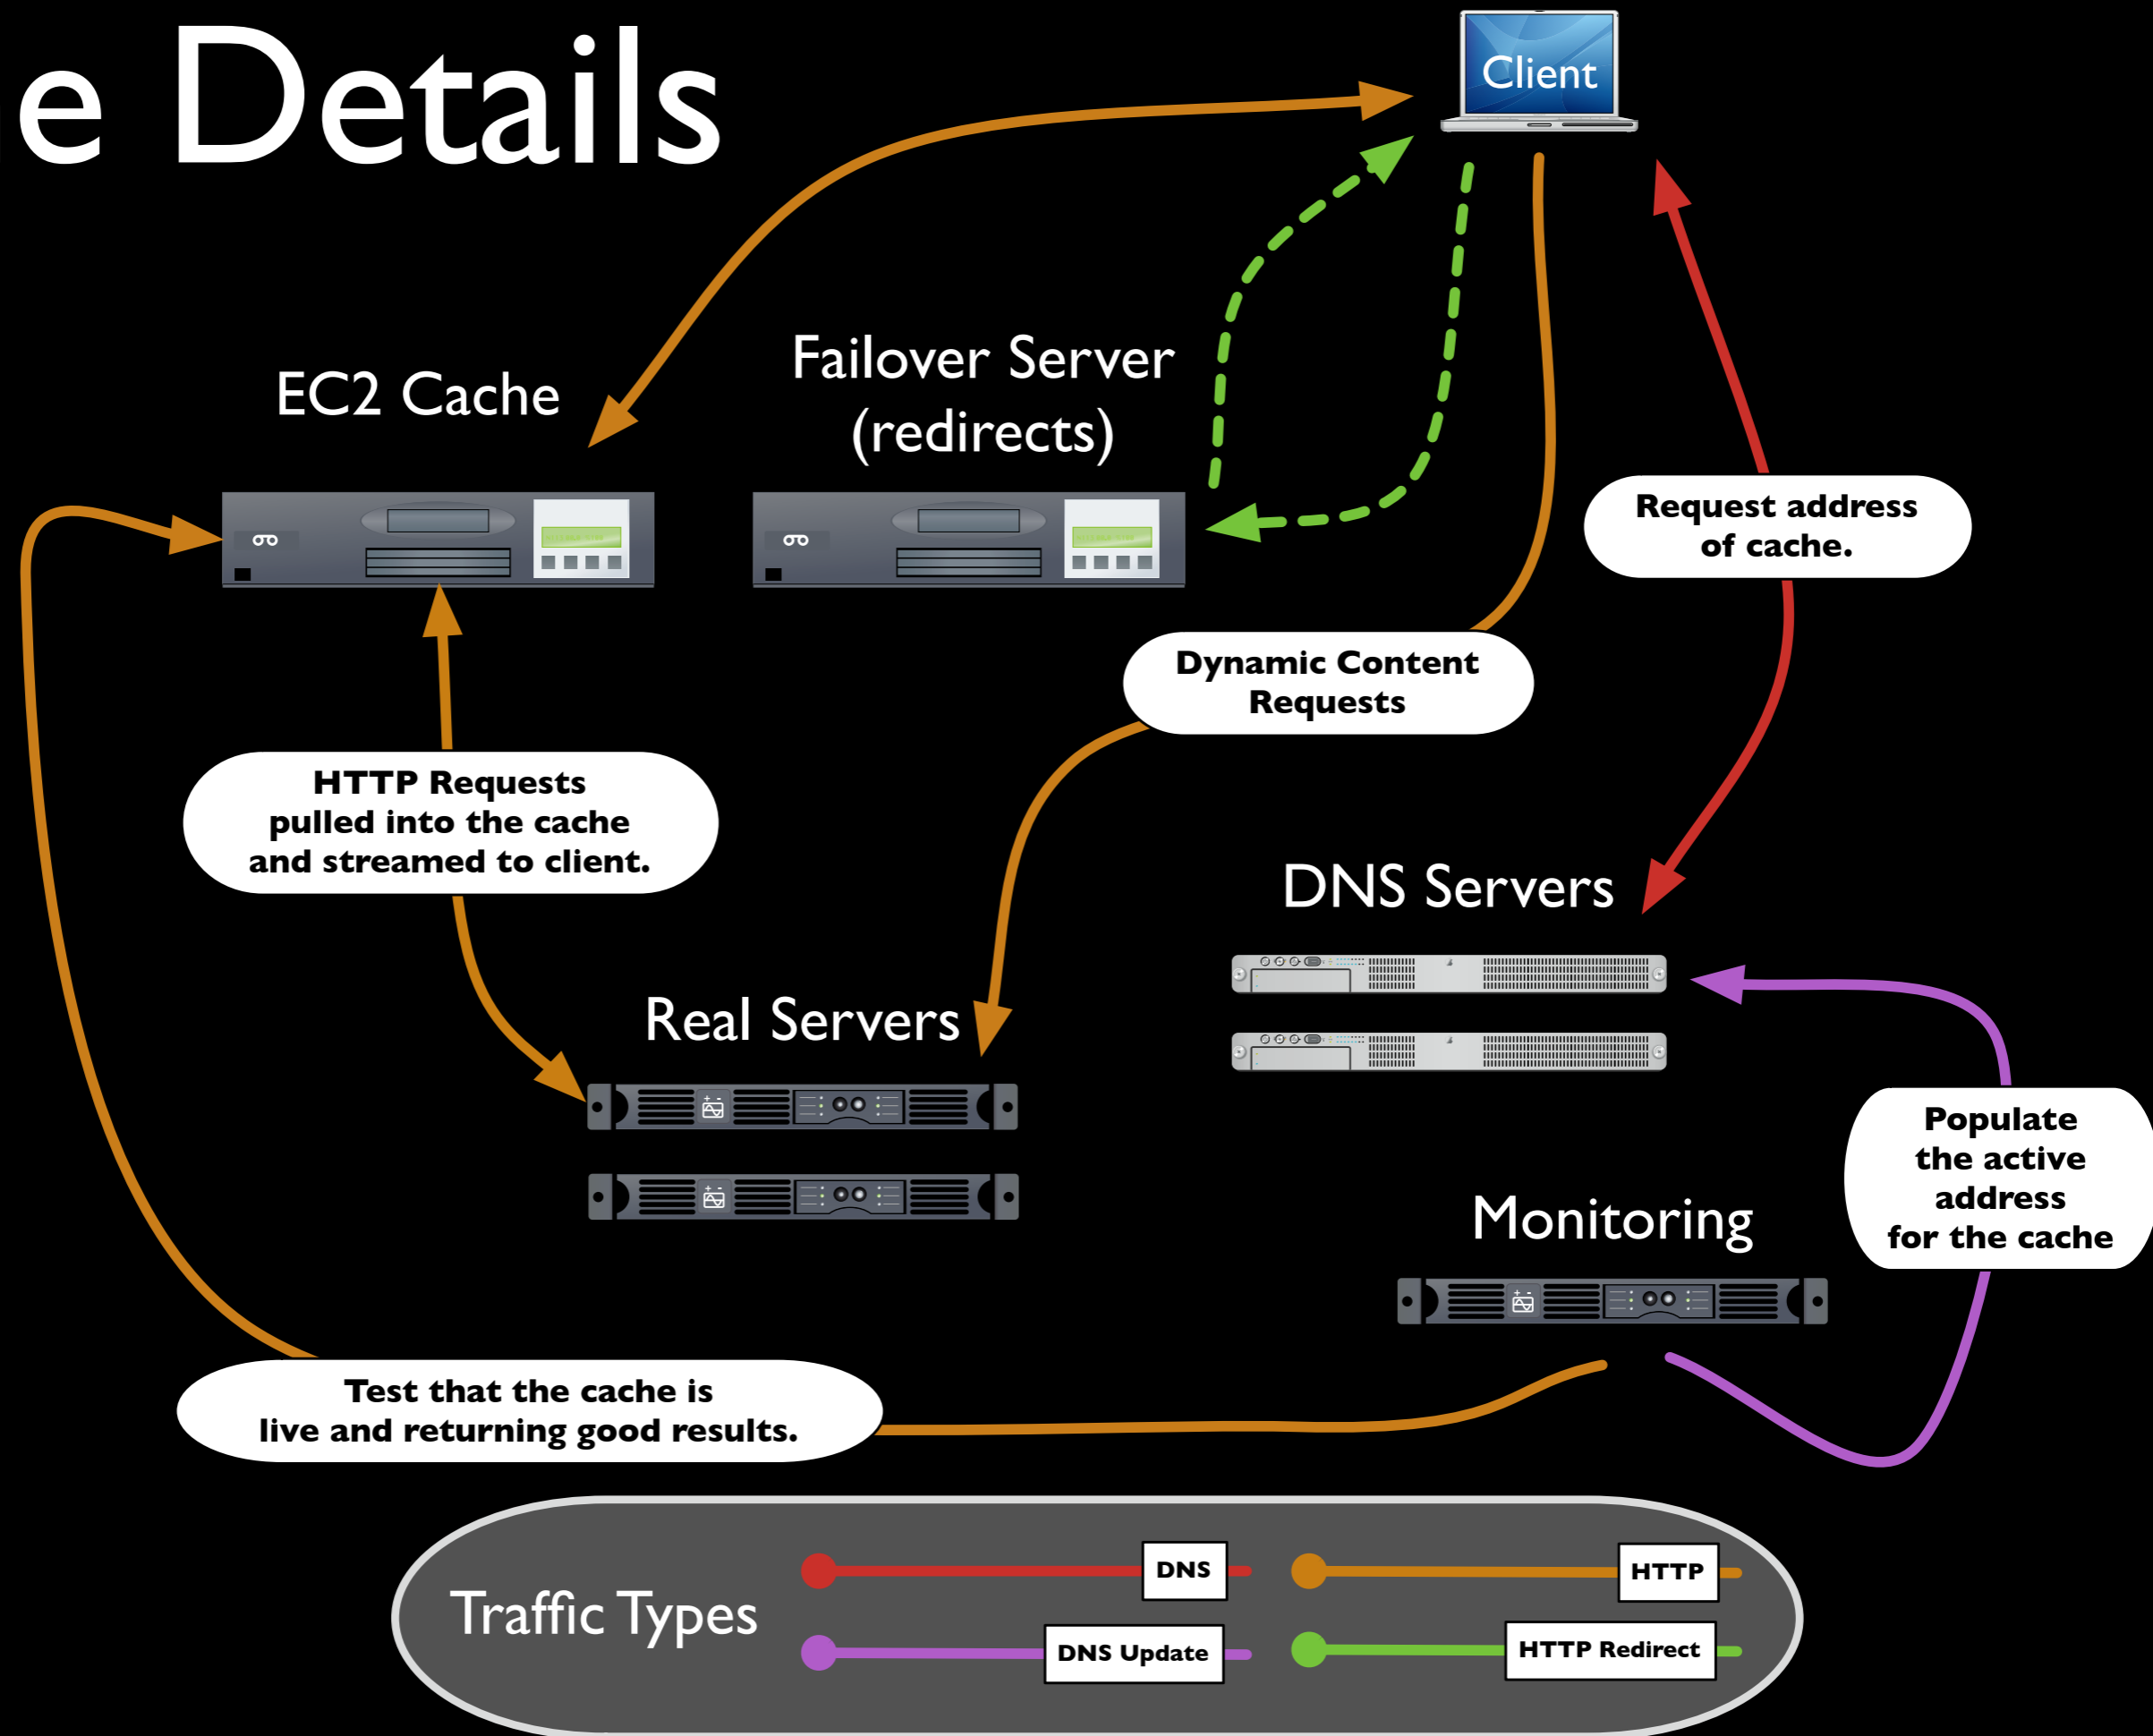 e Details
Client
EC2 Cache
Failover Server
(redirects)
Request address
of cache.
Dynamic Content
Requests
HTTP Requests
pulled into the cache
and streamed to client.
DNS Servers
Real Servers
Populate
the active
address
for the cache
Monitoring
Test that the cache is
live and returning good results.
Traffic Types
DNS
HTTP
DNS Update
HTTP Redirect